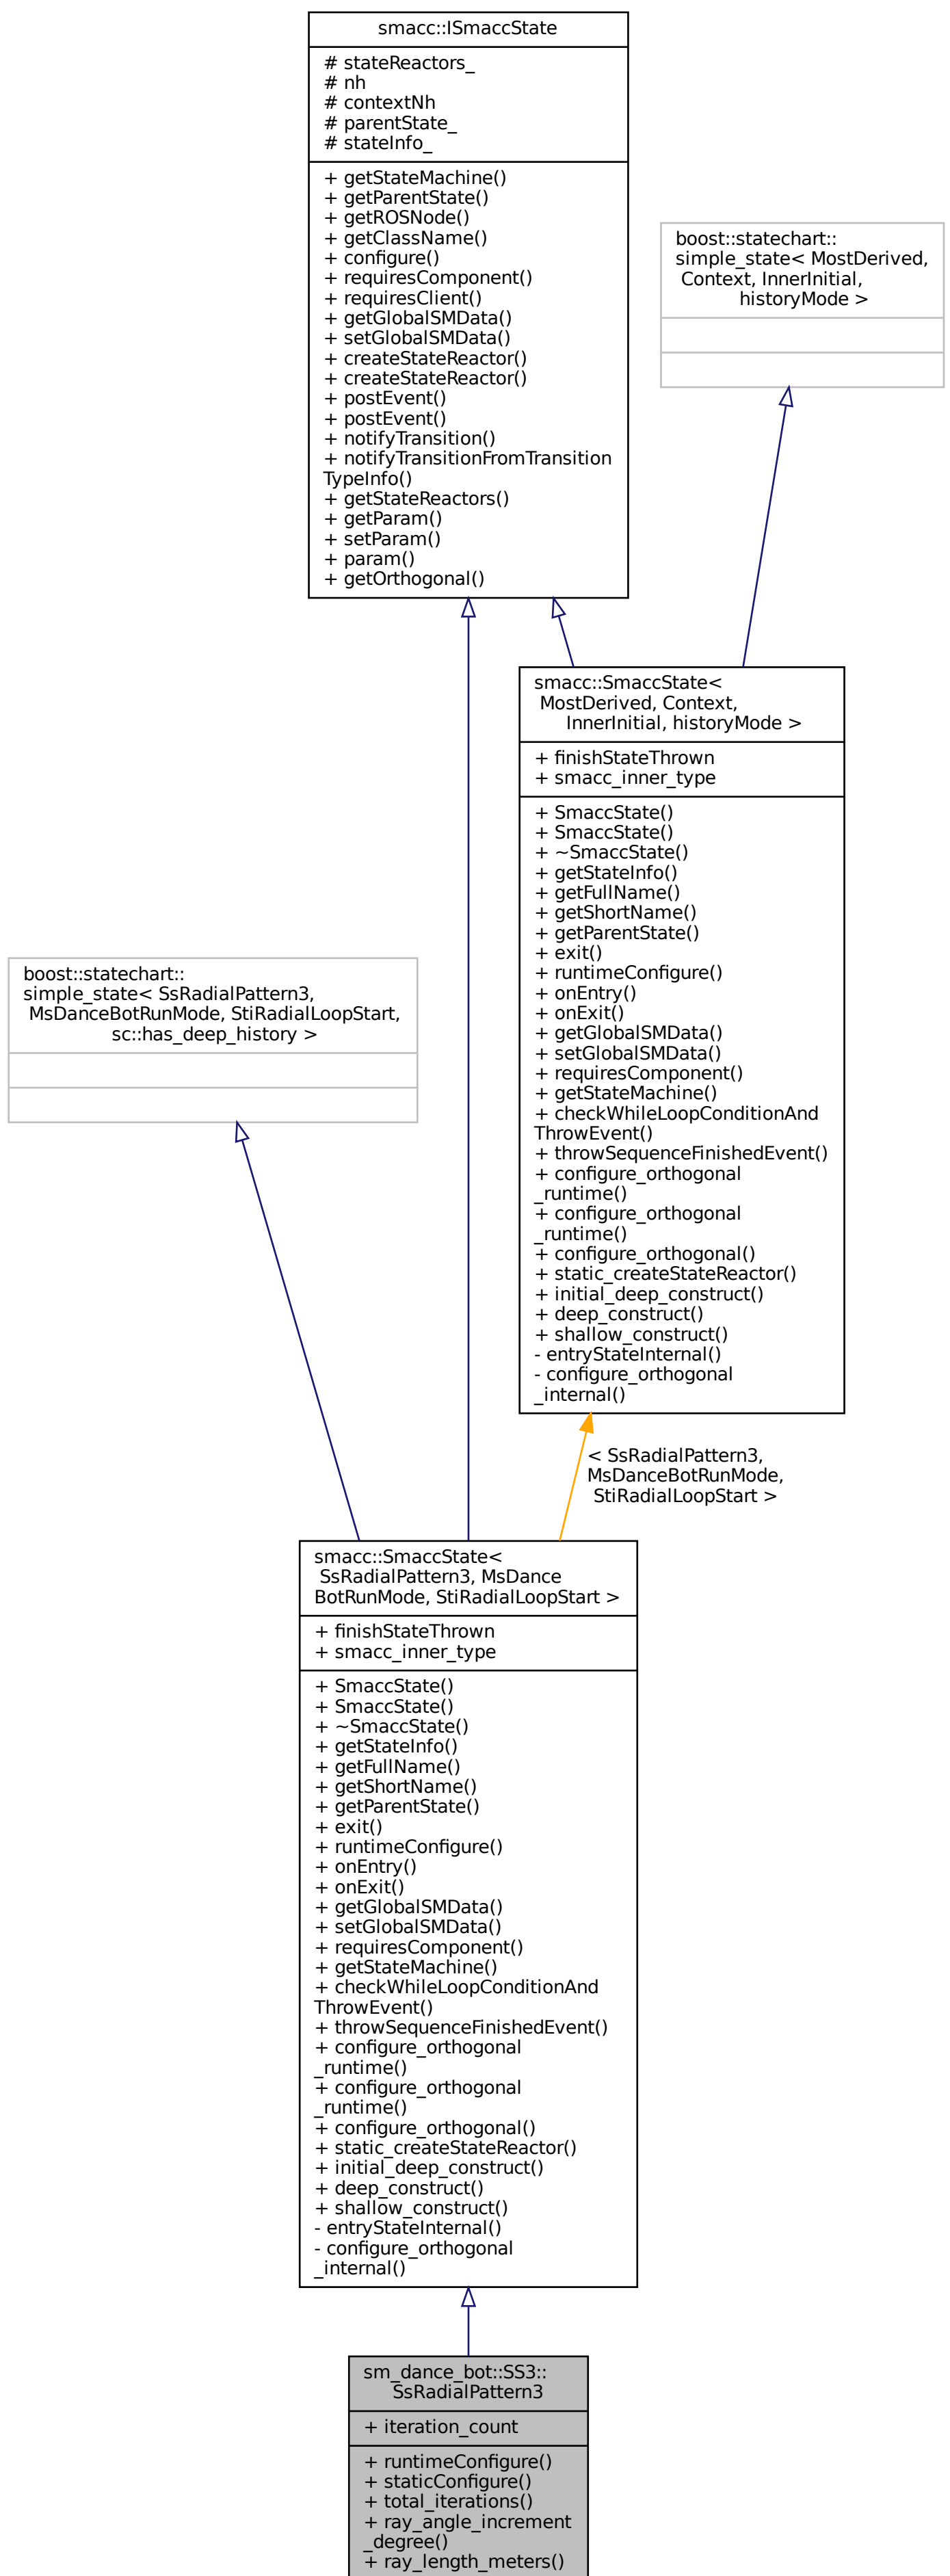 smacc::ISmaccState
# stateReactors_
# nh
# contextNh
# parentState_
# stateInfo_
+ getStateMachine()
+ getParentState()
+ getROSNode()
+ getClassName()
+ configure()
+ requiresComponent()
+ requiresClient()
+ getGlobalSMData()
+ setGlobalSMData()
+ createStateReactor()
+ createStateReactor()
+ postEvent()
+ postEvent()
+ notifyTransition()
+ notifyTransitionFromTransition
TypeInfo()
+ getStateReactors()
+ getParam()
+ setParam()
+ param()
+ getOrthogonal()
boost::statechart::
simple_state< MostDerived,
Context, InnerInitial,
historyMode >
smacc::SmaccState<
MostDerived, Context,
InnerInitial, historyMode >
+ finishStateThrown
+ smacc_inner_type
+ SmaccState()
+ SmaccState()
+ ~SmaccState()
+ getStateInfo()
+ getFullName()
+ getShortName()
+ getParentState()
+ exit()
+ runtimeConfigure()
+ onEntry()
+ onExit()
+ getGlobalSMData()
+ setGlobalSMData()
+ requiresComponent()
+ getStateMachine()
+ checkWhileLoopConditionAnd
ThrowEvent()
+ throwSequenceFinishedEvent()
+ configure_orthogonal
_runtime()
+ configure_orthogonal
_runtime()
+ configure_orthogonal()
+ static_createStateReactor()
+ initial_deep_construct()
+ deep_construct()
+ shallow_construct()
- entryStateInternal()
- configure_orthogonal
_internal()
boost::statechart::
simple_state< SsRadialPattern3,
MsDanceBotRunMode, StiRadialLoopStart,
sc::has_deep_history >
< SsRadialPattern3,
MsDanceBotRunMode,
StiRadialLoopStart >
smacc::SmaccState<
SsRadialPattern3, MsDance
BotRunMode, StiRadialLoopStart >
+ finishStateThrown
+ smacc_inner_type
+ SmaccState()
+ SmaccState()
+ ~SmaccState()
+ getStateInfo()
+ getFullName()
+ getShortName()
+ getParentState()
+ exit()
+ runtimeConfigure()
+ onEntry()
+ onExit()
+ getGlobalSMData()
+ setGlobalSMData()
+ requiresComponent()
+ getStateMachine()
+ checkWhileLoopConditionAnd
ThrowEvent()
+ throwSequenceFinishedEvent()
+ configure_orthogonal
_runtime()
+ configure_orthogonal
_runtime()
+ configure_orthogonal()
+ static_createStateReactor()
+ initial_deep_construct()
+ deep_construct()
+ shallow_construct()
- entryStateInternal()
- configure_orthogonal
_internal()
sm_dance_bot::SS3::
SsRadialPattern3
+ iteration_count
+ runtimeConfigure()
+ staticConfigure()
+ total_iterations()
+ ray_angle_increment
_degree()
+ ray_length_meters()